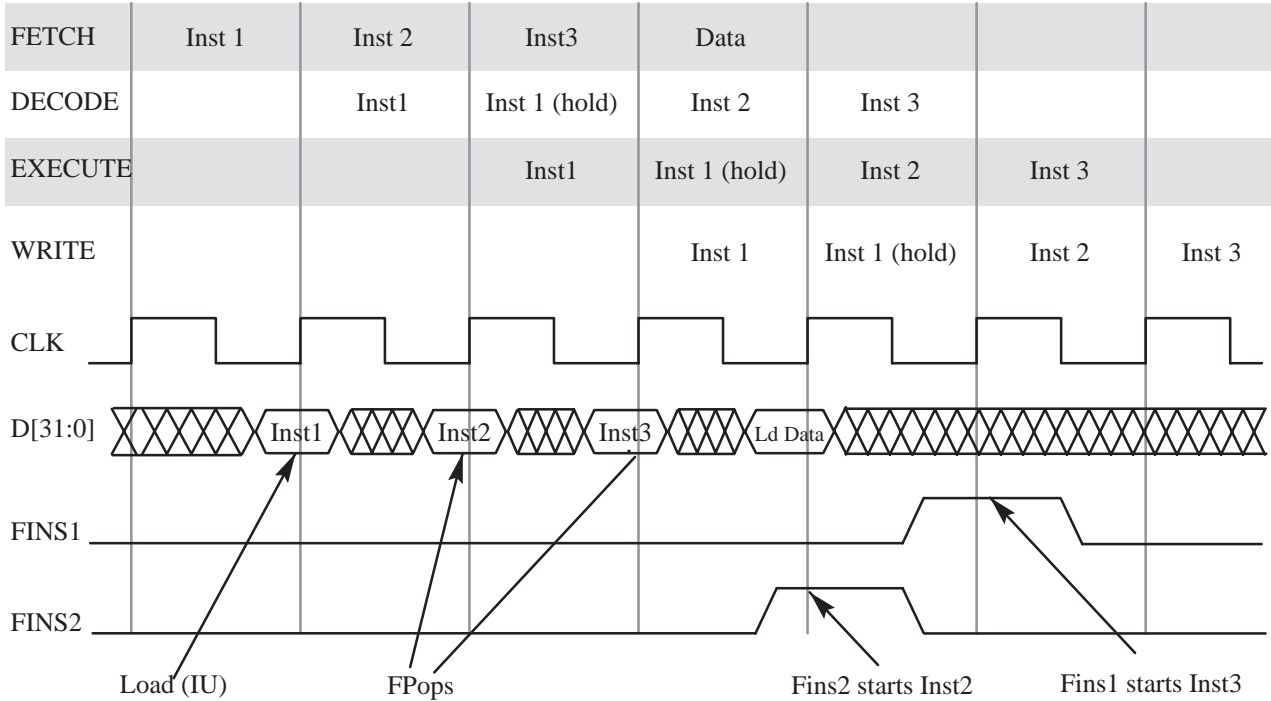 FETCH Inst 1 Inst 2 Inst3 Data
DECODE Inst1 Inst 1 (hold) Inst 2 Inst 3
EXECUTE Inst1 Inst 1 (hold) Inst 2 Inst 3
WRITE Inst 1 Inst 1 (hold) Inst 2 Inst 3
CLK
D[31:0] Inst1 Inst2 Inst3 Ld Data
FINS1
FINS2
Load (IU) FPops Fins2 starts Inst2 Fins1 starts Inst3